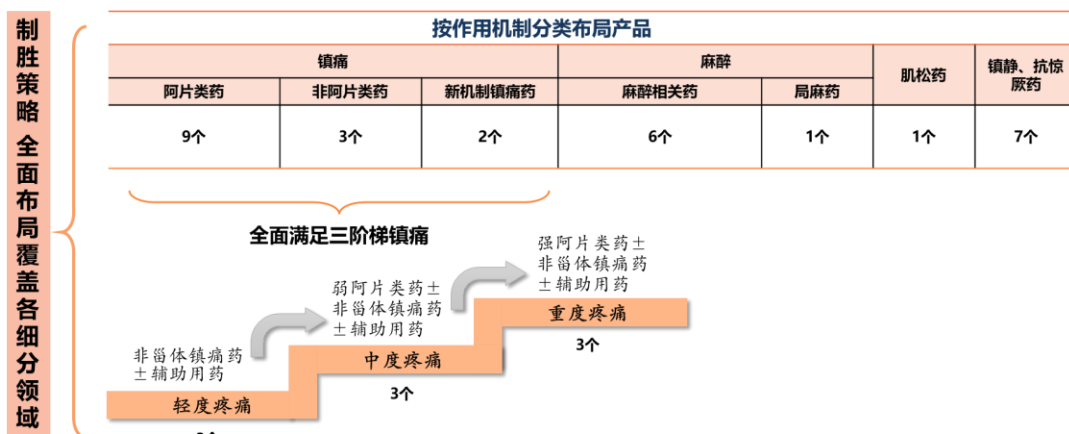 制胜策略 全面布局覆盖各细分领域
按作用机制分类布局产品
镇痛
麻醉
肌松药
镇静、抗惊
厥药
阿片类药
非阿片类药
新机制镇痛药
麻醉相关药
局麻药
9个
3个
2个
6个
1个
1个
7个
全面满足三阶梯镇痛
强阿片类药±
非甾体镇痛药
±辅助用药
重度疼痛
3个
弱阿片类药±
非甾体镇痛药
±辅助用药
中度疼痛
3个
非甾体镇痛药
±辅助用药
轻度疼痛